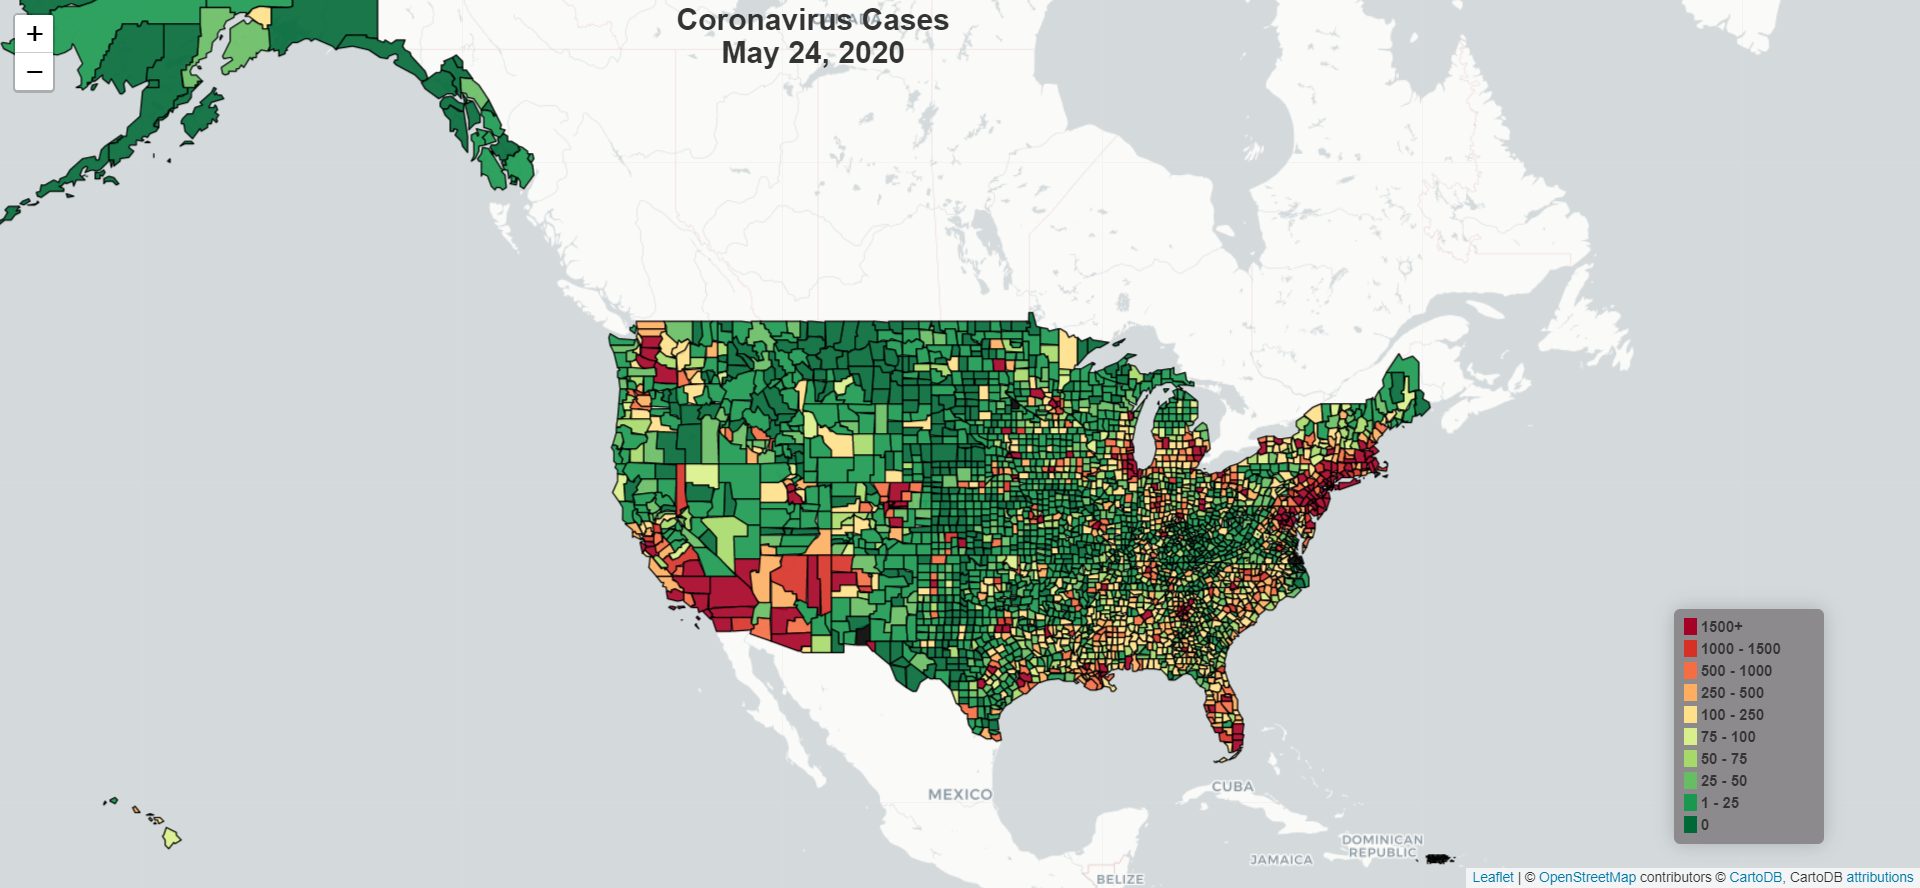 +
−
CANADA
Coronavirus Cases
May 24, 2020
1500+
1000 - 1500
500 - 1000
250 - 500
100 - 250
75 - 100
50 - 75
25 - 50
1 - 25
0
MEXICO
CUBA
DOMINICAN
REPUBLIC
JAMAICA
BELIZE
Leaflet | © OpenStreetMap contributors © CartoDB, CartoDB attributions